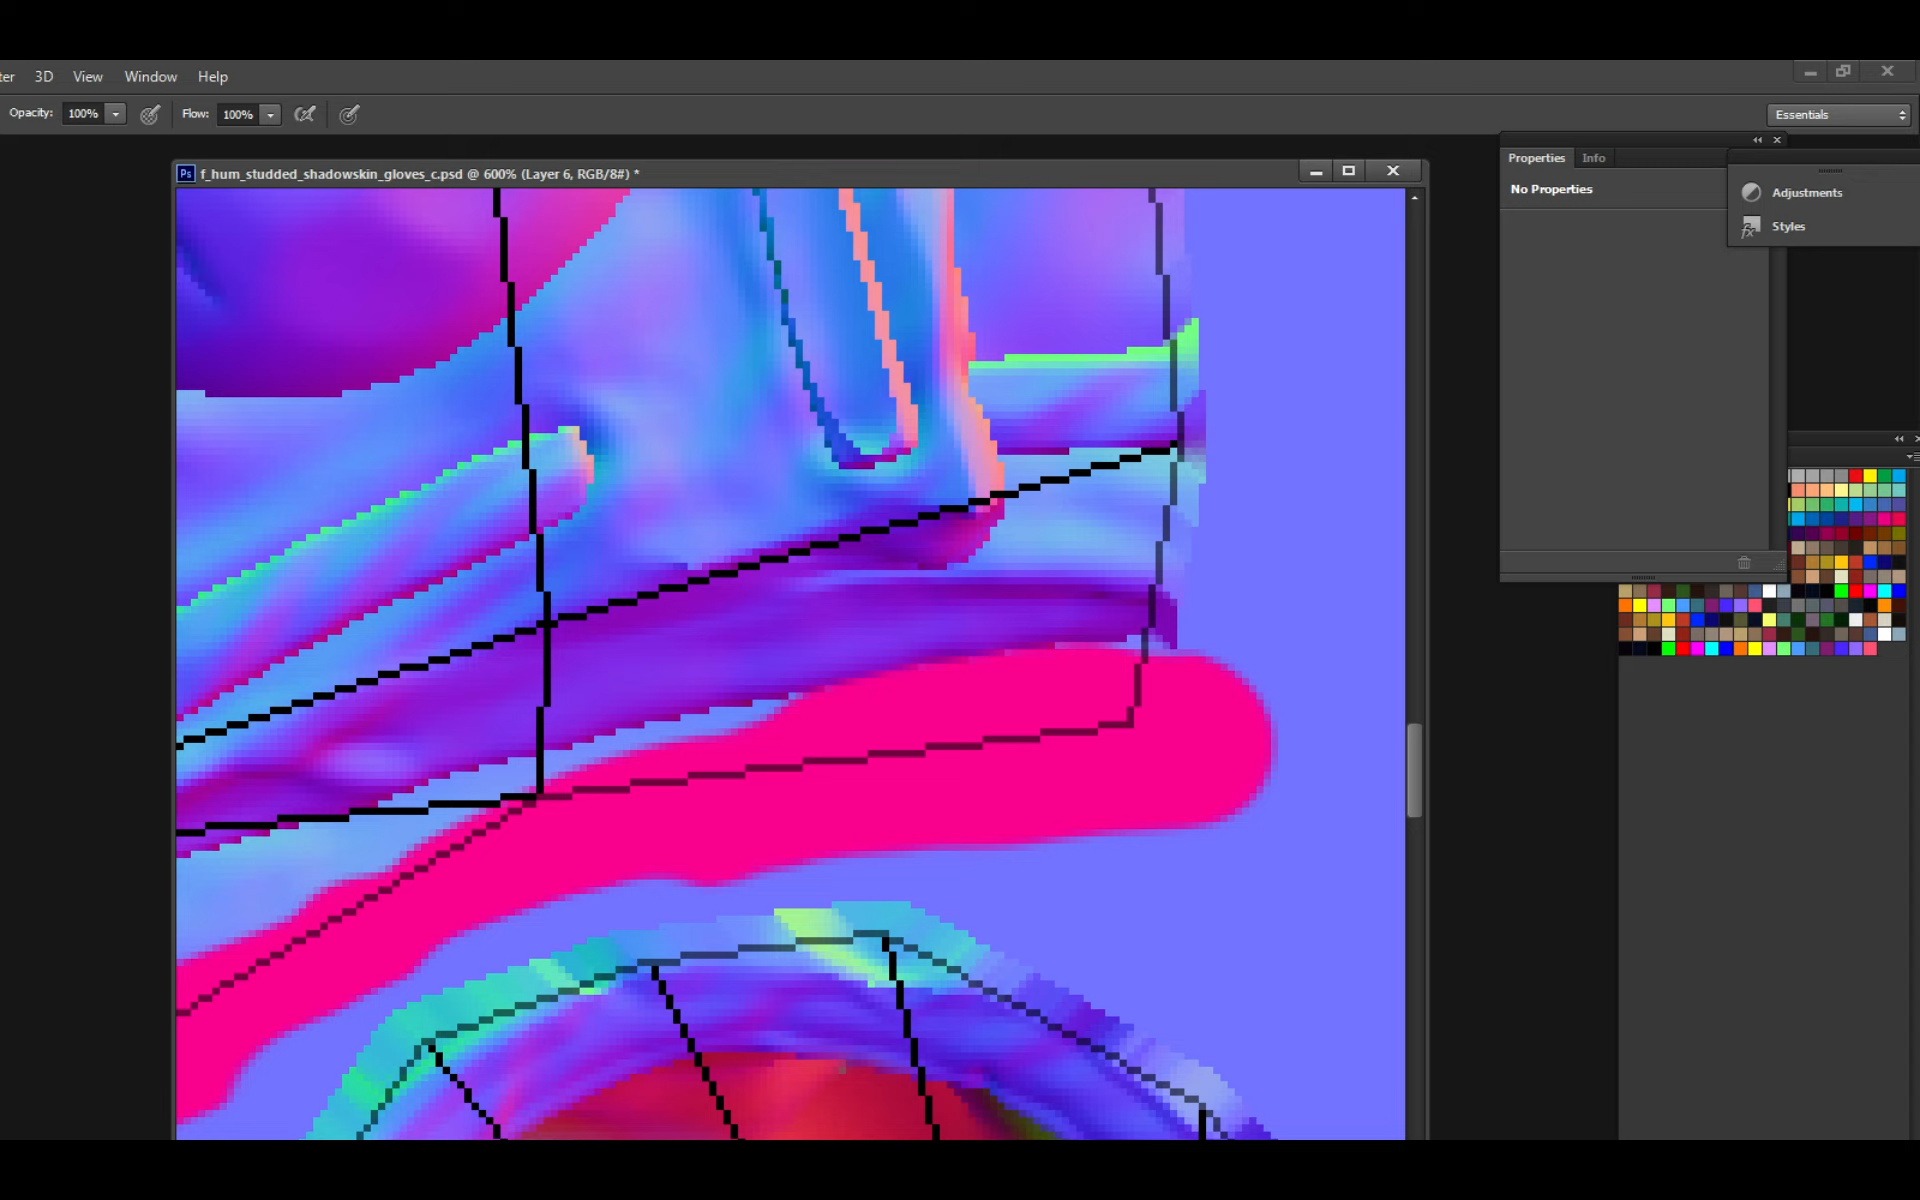 ter 3D View Window Help
Opacity: 100% Flow: 100% Essentials
Properties Info
No Properties
Adjustments
Styles
Ps f_hum_studded_shadowskin_gloves_c.psd @ 600% (Layer 6, RGB/8#) *